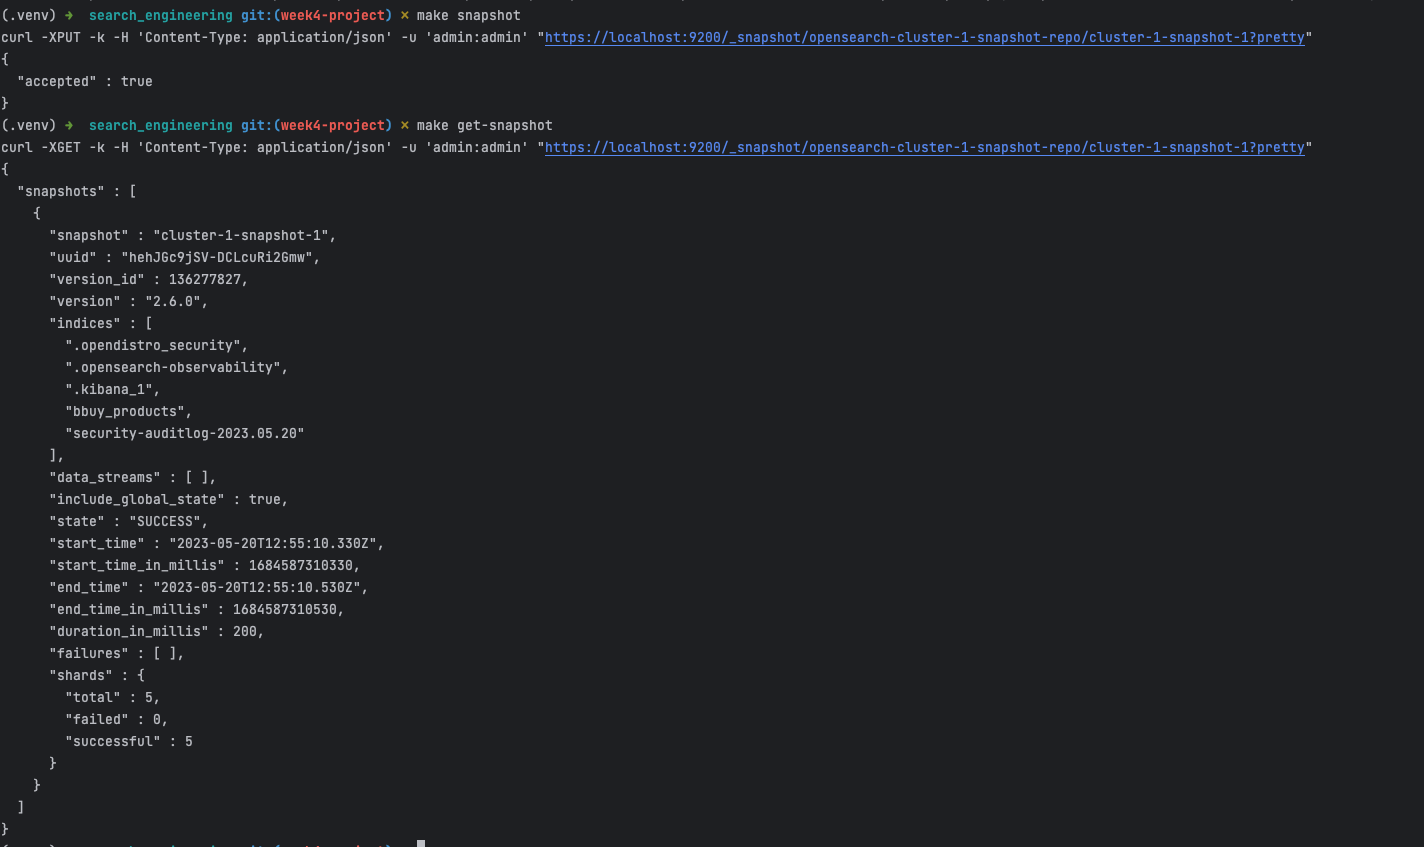 (.venv) → search_engineering git:(week4-project) × make snapshot
curl -XPUT -k -H 'Content-Type: application/json' -u 'admin:admin' "https://localhost:9200/_snapshot/opensearch-cluster-1-snapshot-repo/cluster-1-snapshot-1?pretty"
{
  "accepted" : true
}
(.venv) → search_engineering git:(week4-project) × make get-snapshot
curl -XGET -k -H 'Content-Type: application/json' -u 'admin:admin' "https://localhost:9200/_snapshot/opensearch-cluster-1-snapshot-repo/cluster-1-snapshot-1?pretty"
{
  "snapshots" : [
    {
      "snapshot" : "cluster-1-snapshot-1",
      "uuid" : "hehJGc9jSV-DCLcuRi2Gmw",
      "version_id" : 136277827,
      "version" : "2.6.0",
      "indices" : [
        ".opendistro_security",
        ".opensearch-observability",
        ".kibana_1",
        "bbuy_products",
        "security-auditlog-2023.05.20"
      ],
      "data_streams" : [ ],
      "include_global_state" : true,
      "state" : "SUCCESS",
      "start_time" : "2023-05-20T12:55:10.330Z",
      "start_time_in_millis" : 1684587310330,
      "end_time" : "2023-05-20T12:55:10.530Z",
      "end_time_in_millis" : 1684587310530,
      "duration_in_millis" : 200,
      "failures" : [ ],
      "shards" : {
        "total" : 5,
        "failed" : 0,
        "successful" : 5
      }
    }
  ]
}